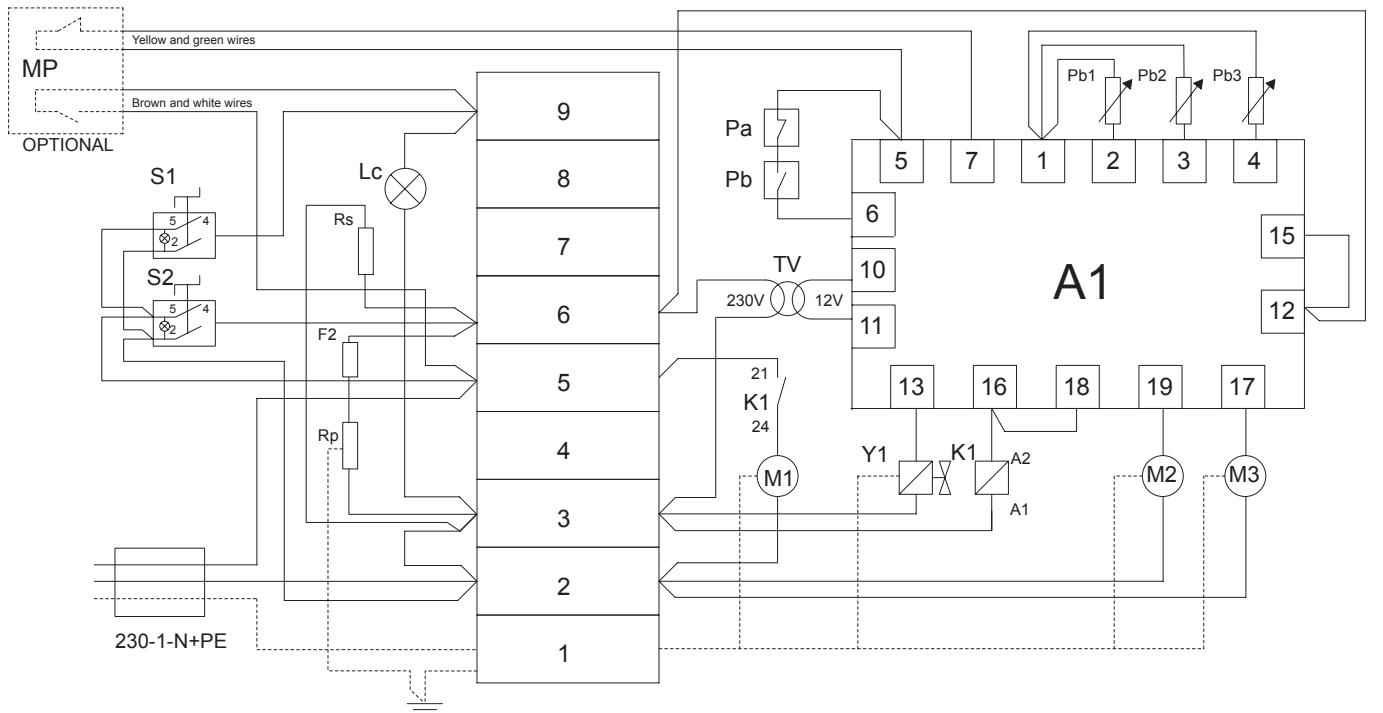 Yellow and green wires
MP
Brown and white wires
OPTIONAL
S1
5 4
2
S2
5 4
2
230-1-N+PE
Lc
Rs
F2
Rp
9
8
7
6
5
4
3
2
1
Pa
Pb
TV
230V 12V
21
K1
24
M1
Pb1 Pb2 Pb3
5 7 1 2 3 4
6
10
11
15
12
A1
13 16 18 19 17
Y1 K1 A2
A1
M2 M3